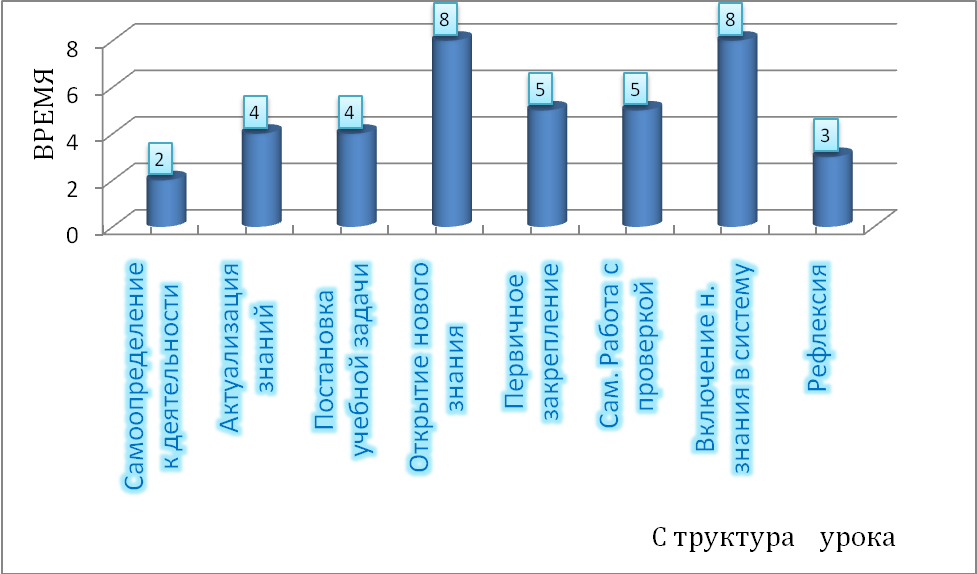 ВРЕМЯ
8
6
4
2
0
2
4
4
8
5
5
8
3
Самоопределение
к деятельности
Актуализация
знаний
Постановка
учебной задачи
Открытие нового
знания
Первичное
закрепление
Сам. Работа с
проверкой
Включение н.
знания в систему
Рефлексия
С труктура урока